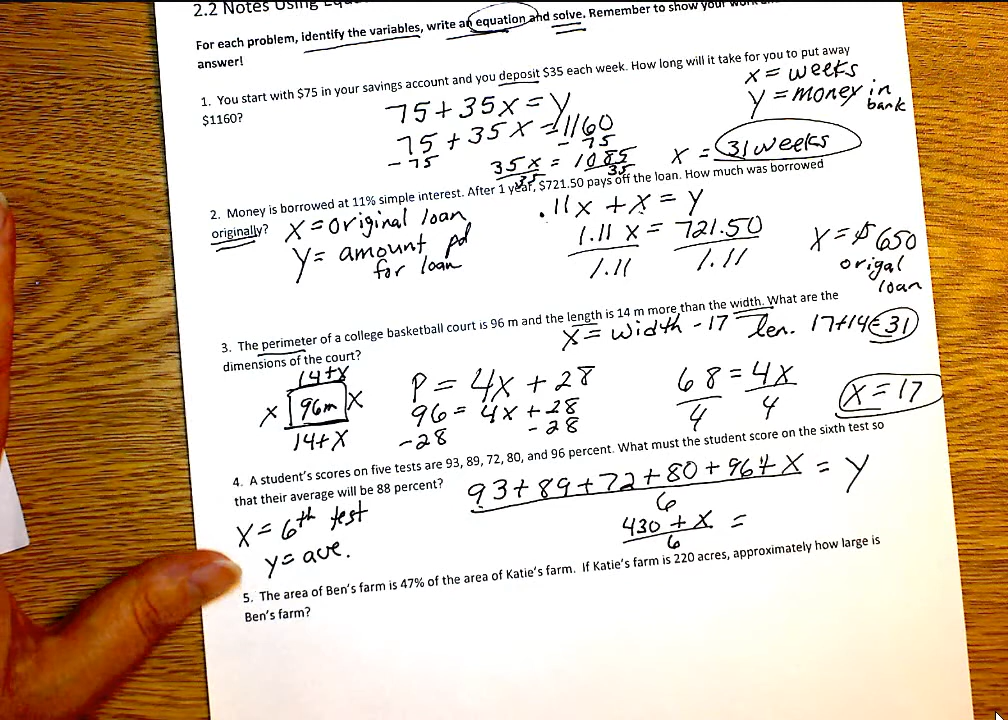 2.2 Notes Using Equ
For each problem, identify the variables, write an equation and solve. Remember to show your work
answer!
1. You start with $75 in your savings account and you deposit $35 each week. How long will it take for you to put away
$1160?
75 + 35x = y
x = weeks
y = money in bank
75 + 35x = 1160
- 75 - 75
35x = 1085
35 35
x = 31 weeks
2. Money is borrowed at 11% simple interest. After 1 year, $721.50 pays off the loan. How much was borrowed
originally?
x = original loan
y = amount pd
for loan
.11x + x = y
1.11 x = 721.50
1.11 1.11
x = $650
origal
loan
3. The perimeter of a college basketball court is 96 m and the length is 14 m more than the width. What are the
dimensions of the court?
x = width - 17 len. 17+14=31
14+x
x 96m x
14+x
P = 4x + 28
96 = 4x + 28
-28 - 28
68 = 4x
4 4
x = 17
4. A student's scores on five tests are 93, 89, 72, 80, and 96 percent. What must the student score on the sixth test so
that their average will be 88 percent?
93+89+72+80+96+x = y
6
x = 6th test
y = ave.
430 + x =
6
5. The area of Ben's farm is 47% of the area of Katie's farm. If Katie's farm is 220 acres, approximately how large is
Ben's farm?